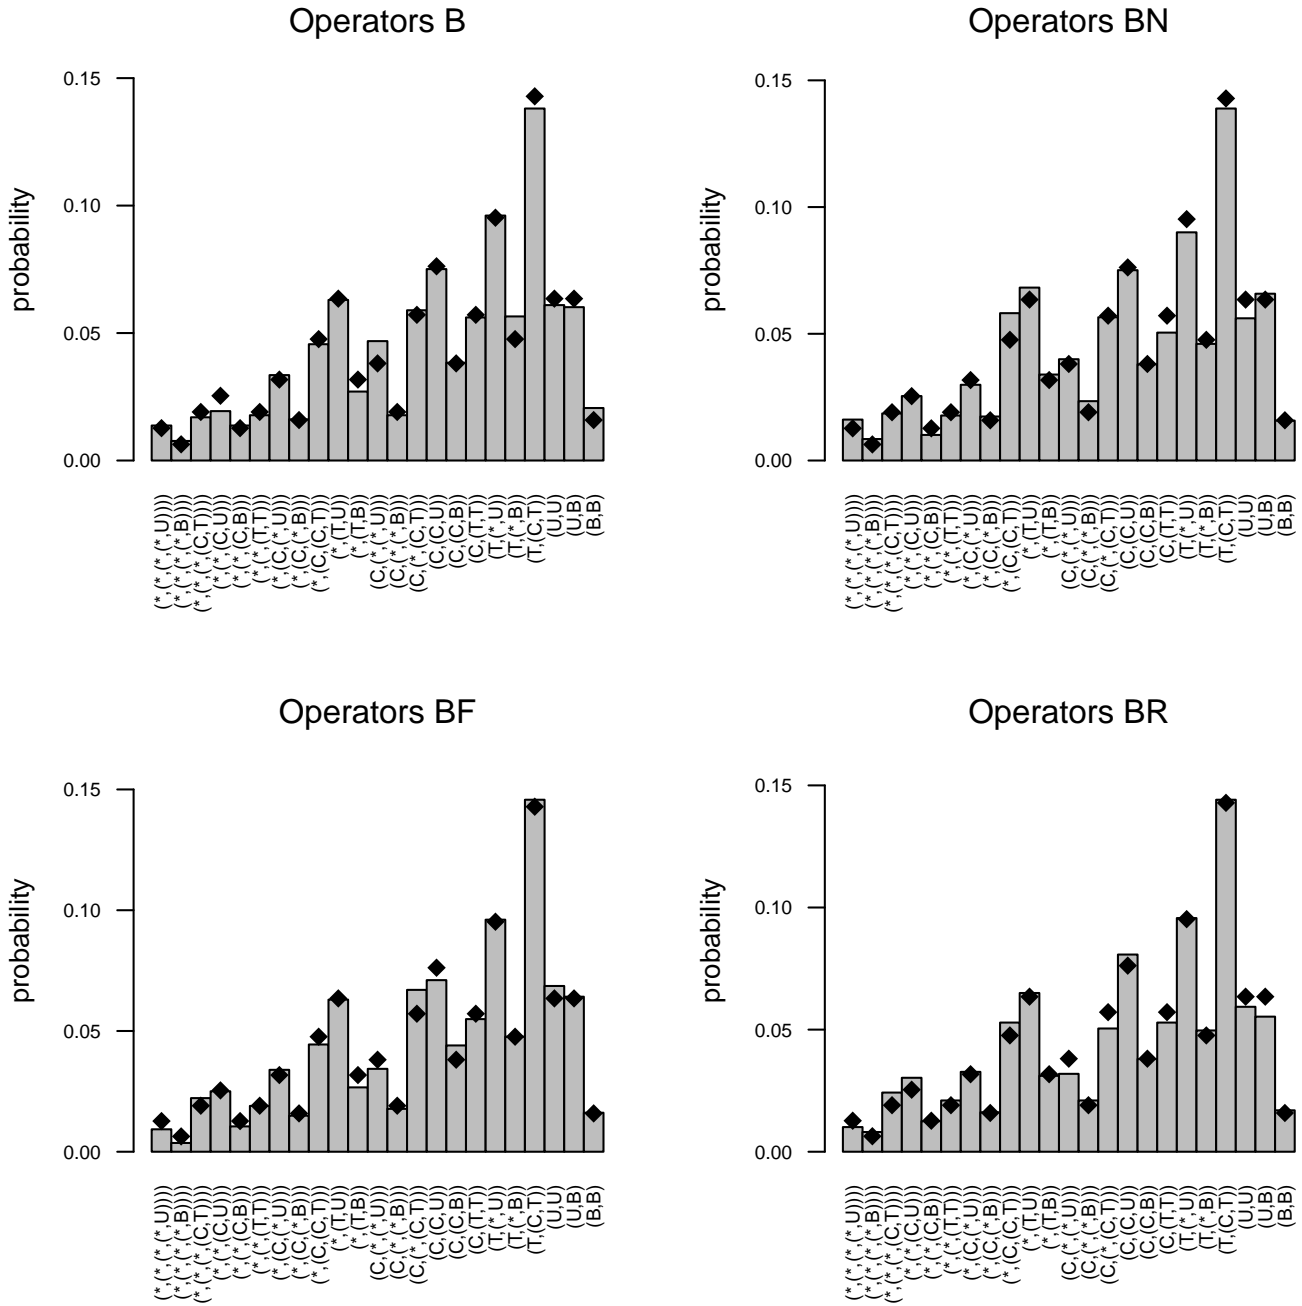 Operators B
probability
0.15
0.10
0.05
0.00
(*,(*,(*,(*,U))))
(*,(*,(*,(*,B))))
(*,(*,(*,(C,T))))
(*,(*,(C,U)))
(*,(*,(C,B)))
(*,(*,(T,T)))
(*,(C,(*,U)))
(*,(C,(*,B)))
(*,(C,(C,T)))
(*,(T,U))
(*,(T,B))
(C,(*,(*,U)))
(C,(*,(*,B)))
(C,(*,(C,T)))
(C,(C,U))
(C,(C,B))
(C,(T,T))
(T,(*,U))
(T,(*,B))
(T,(C,T))
(U,U)
(U,B)
(B,B)
Operators BN
probability
0.15
0.10
0.05
0.00
(*,(*,(*,(*,U))))
(*,(*,(*,(*,B))))
(*,(*,(*,(C,T))))
(*,(*,(C,U)))
(*,(*,(C,B)))
(*,(*,(T,T)))
(*,(C,(*,U)))
(*,(C,(*,B)))
(*,(C,(C,T)))
(*,(T,U))
(*,(T,B))
(C,(*,(*,U)))
(C,(*,(*,B)))
(C,(*,(C,T)))
(C,(C,U))
(C,(C,B))
(C,(T,T))
(T,(*,U))
(T,(*,B))
(T,(C,T))
(U,U)
(U,B)
(B,B)
Operators BF
probability
0.15
0.10
0.05
0.00
(*,(*,(*,(*,U))))
(*,(*,(*,(*,B))))
(*,(*,(*,(C,T))))
(*,(*,(C,U)))
(*,(*,(C,B)))
(*,(*,(T,T)))
(*,(C,(*,U)))
(*,(C,(*,B)))
(*,(C,(C,T)))
(*,(T,U))
(*,(T,B))
(C,(*,(*,U)))
(C,(*,(*,B)))
(C,(*,(C,T)))
(C,(C,U))
(C,(C,B))
(C,(T,T))
(T,(*,U))
(T,(*,B))
(T,(C,T))
(U,U)
(U,B)
(B,B)
Operators BR
probability
0.15
0.10
0.05
0.00
(*,(*,(*,(*,U))))
(*,(*,(*,(*,B))))
(*,(*,(*,(C,T))))
(*,(*,(C,U)))
(*,(*,(C,B)))
(*,(*,(T,T)))
(*,(C,(*,U)))
(*,(C,(*,B)))
(*,(C,(C,T)))
(*,(T,U))
(*,(T,B))
(C,(*,(*,U)))
(C,(*,(*,B)))
(C,(*,(C,T)))
(C,(C,U))
(C,(C,B))
(C,(T,T))
(T,(*,U))
(T,(*,B))
(T,(C,T))
(U,U)
(U,B)
(B,B)